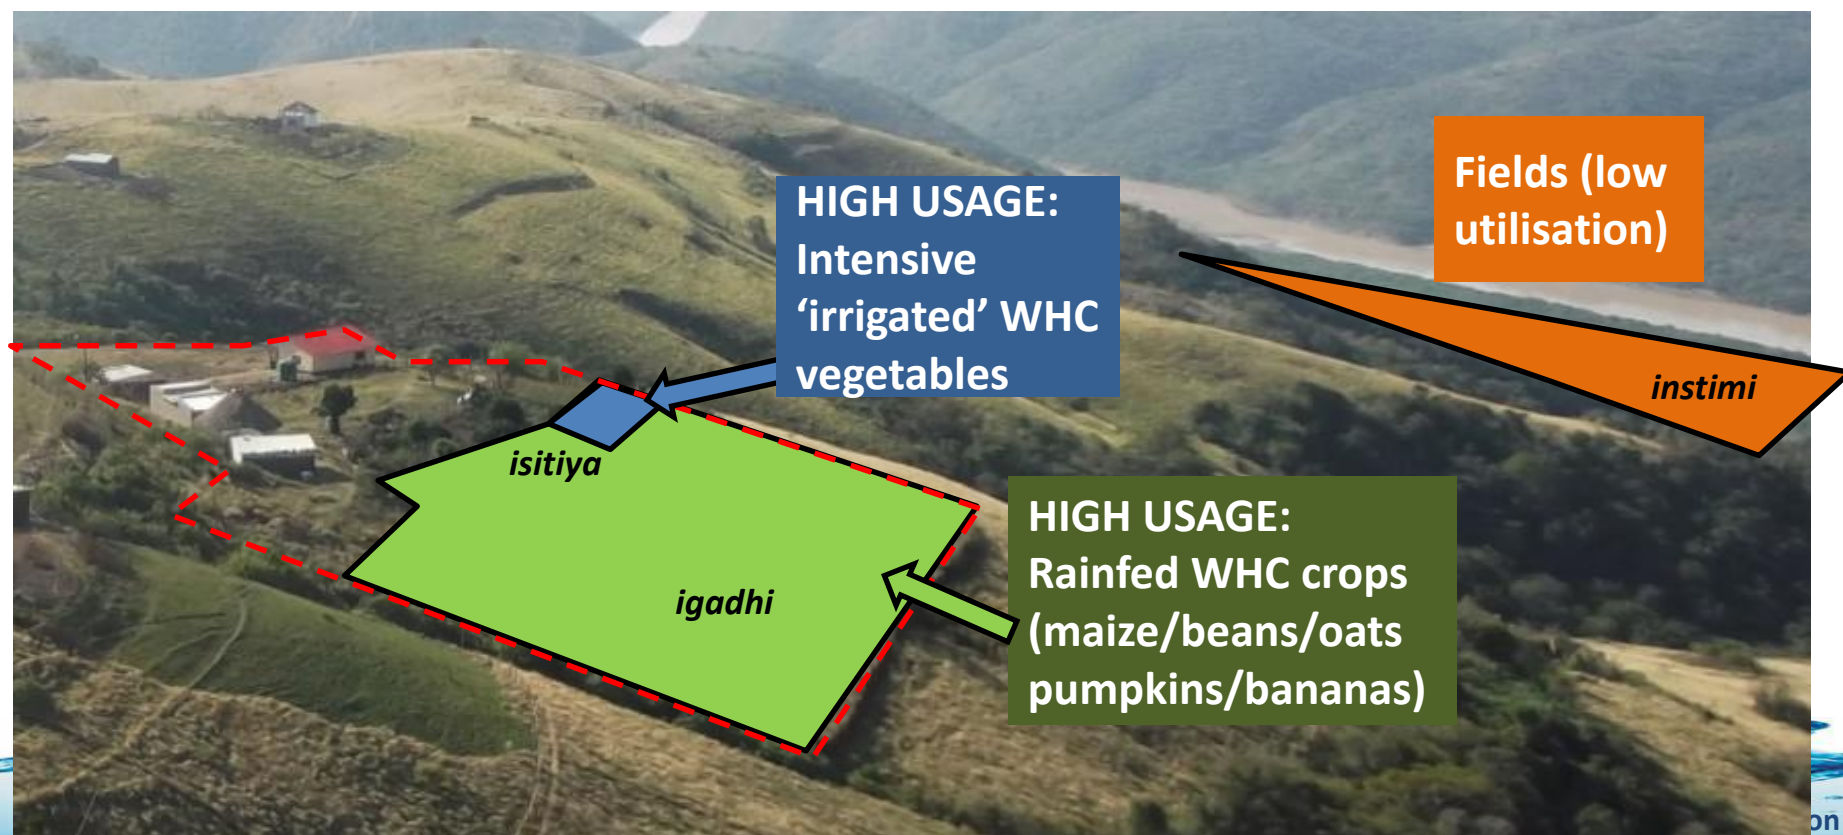 HIGH USAGE:
Intensive
‘irrigated’ WHC
vegetables
Fields (low
utilisation)
instimi
isitiya
igadhi
HIGH USAGE:
Rainfed WHC crops
(maize/beans/oats
pumpkins/bananas)
on